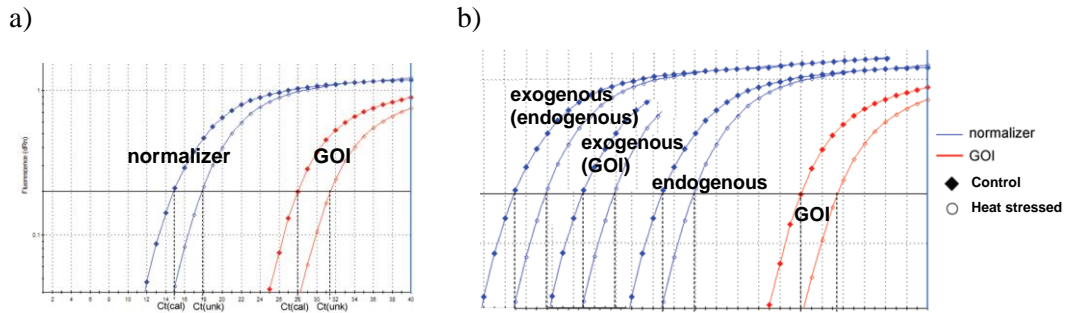 a)
Fluorescence (dRn)
1
0.1
normalizer
GOI
2 4 6 8 10 12 14 16 18 20 22 24 26 28 30 32 34 36 38 40
Ct(cal) Ct(unk) Ct(cal) Ct(unk)
b)
exogenous
(endogenous)
exogenous
(GOI)
endogenous
GOI
normalizer
GOI
Control
Heat stressed